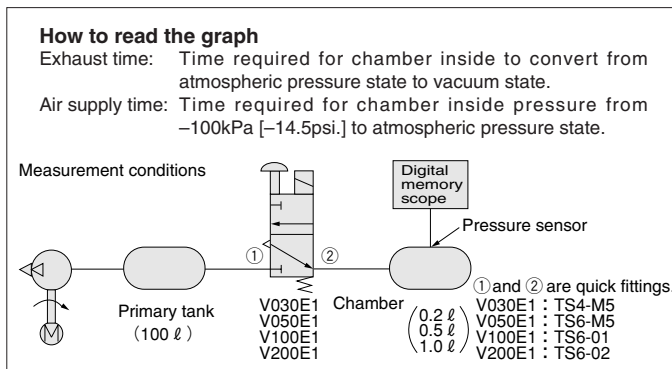 How to read the graph
Exhaust time: Time required for chamber inside to convert from
atmospheric pressure state to vacuum state.
Air supply time: Time required for chamber inside pressure from
–100kPa [–14.5psi.] to atmospheric pressure state.
Measurement conditions
Digital
memory
scope
Pressure sensor
① ②
M
Primary tank
(100 ℓ)
V030E1
V050E1
V100E1
V200E1
Chamber
0.2 ℓ
0.5 ℓ
1.0 ℓ
① and ② are quick fittings.
V030E1 : TS4-M5
V050E1 : TS6-M5
V100E1 : TS6-01
V200E1 : TS6-02